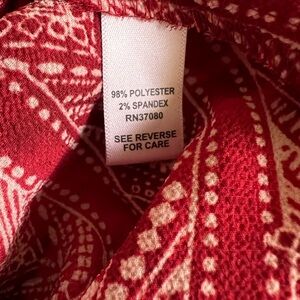 98% POLYESTER
2% SPANDEX
RN37080
SEE REVERSE
FOR CARE